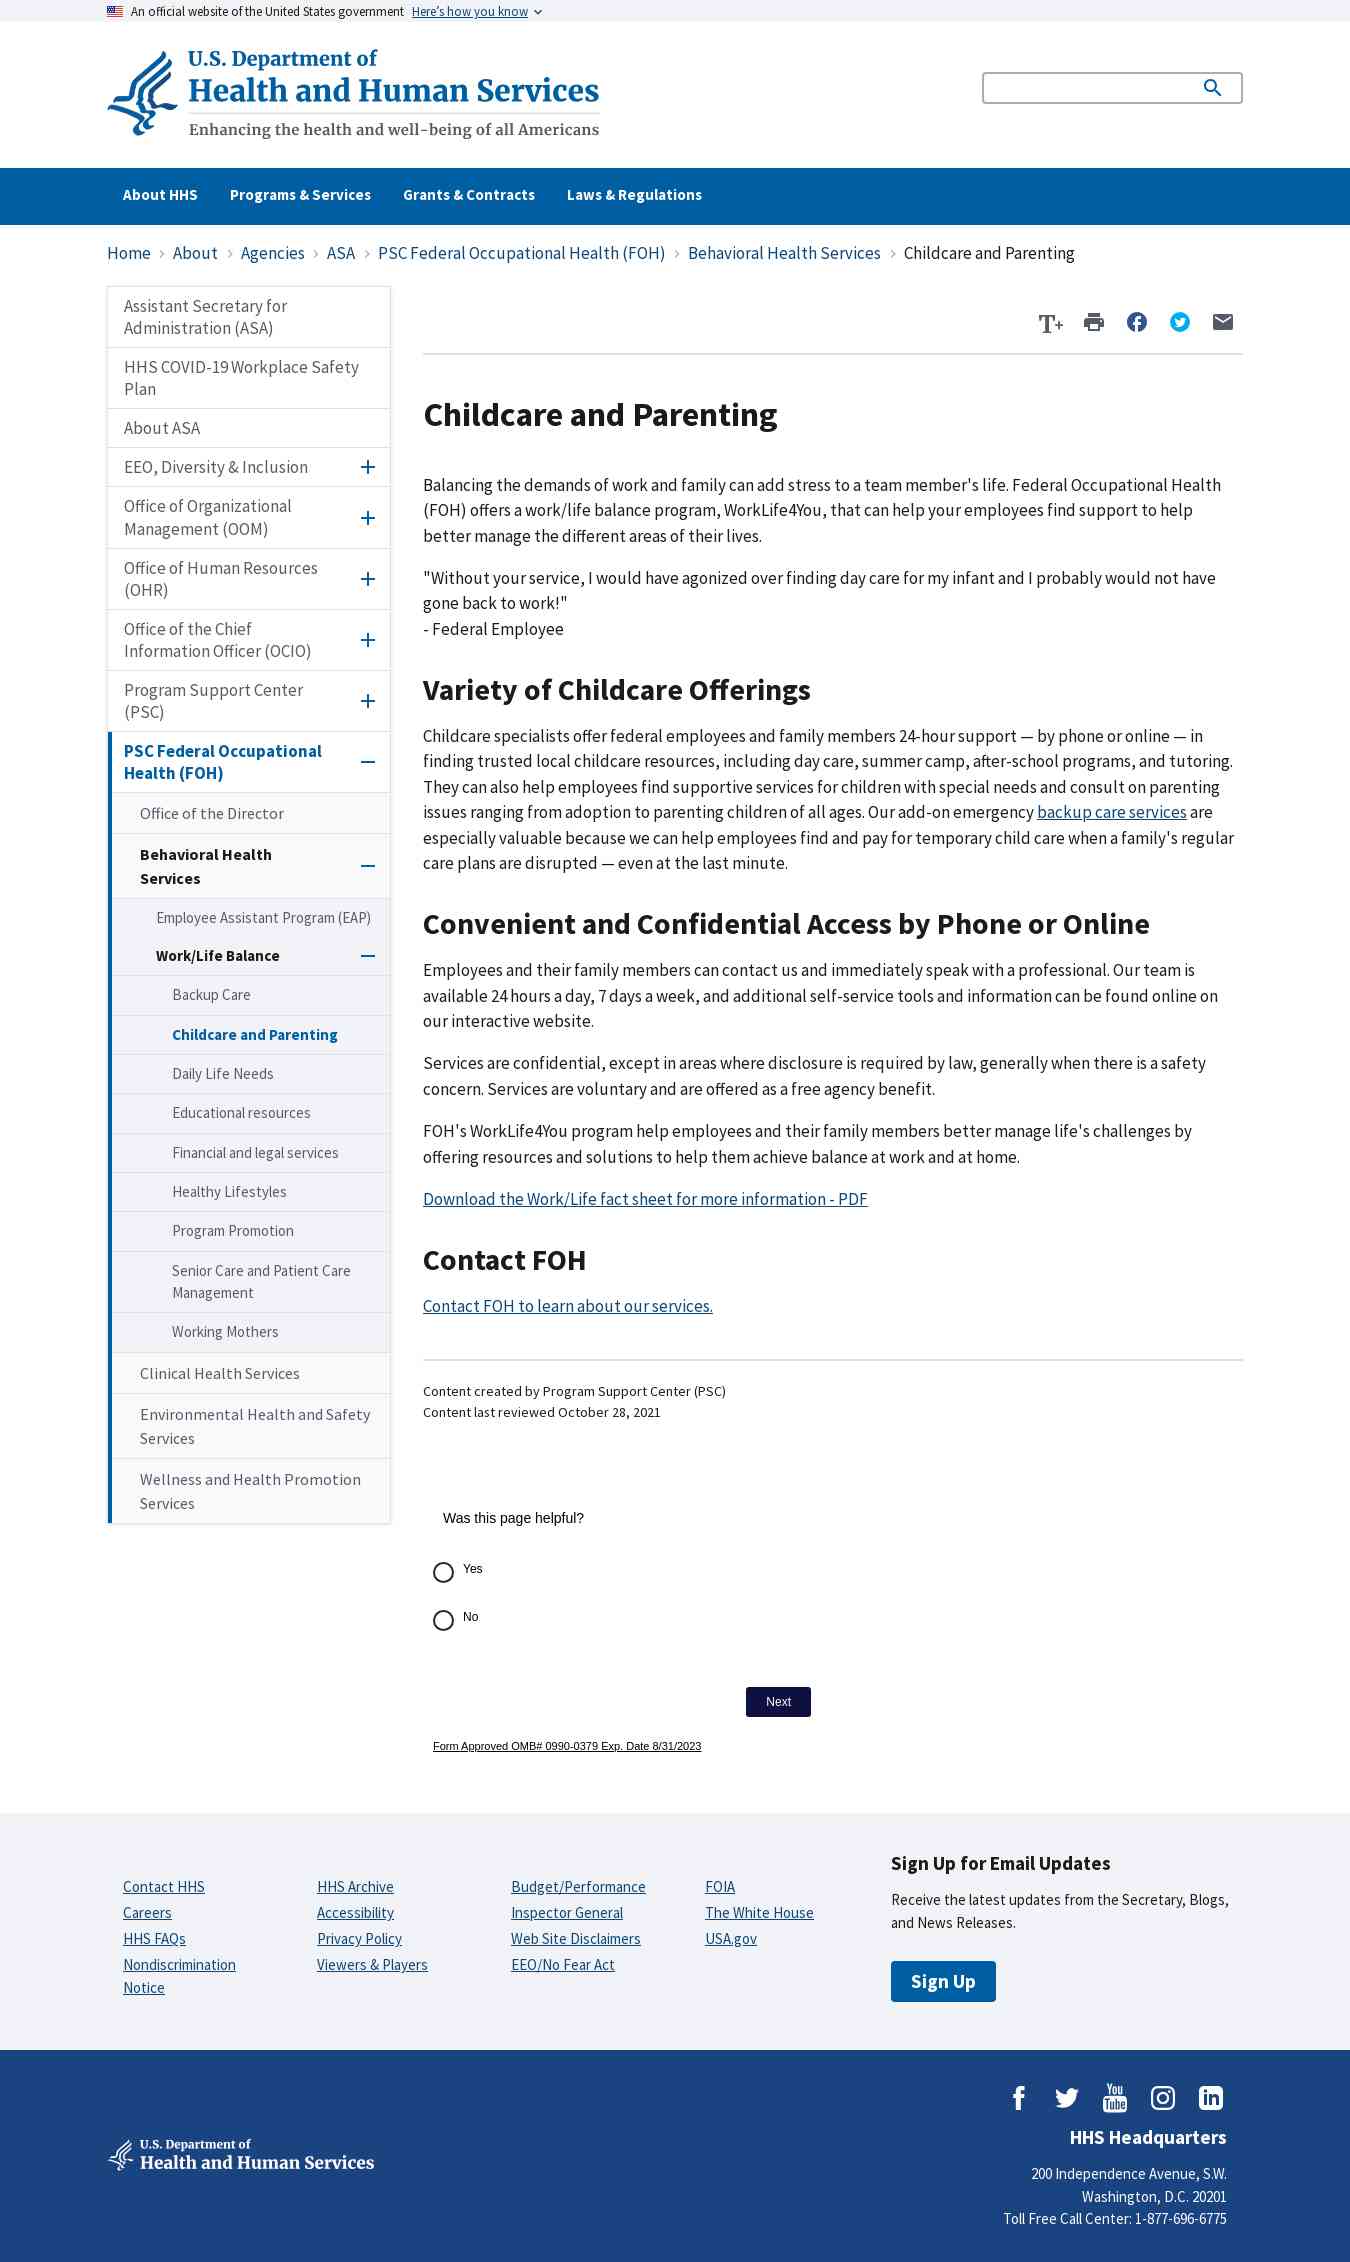 An official website of the United States government Here's how you know
U.S. Department of
Health and Human Services
Enhancing the health and well-being of all Americans
About HHS Programs & Services Grants & Contracts Laws & Regulations
Home › About › Agencies › ASA › PSC Federal Occupational Health (FOH) › Behavioral Health Services › Childcare and Parenting
Assistant Secretary for
Administration (ASA)
HHS COVID-19 Workplace Safety
Plan
About ASA
EEO, Diversity & Inclusion
Office of Organizational
Management (OOM)
Office of Human Resources
(OHR)
Office of the Chief
Information Officer (OCIO)
Program Support Center
(PSC)
PSC Federal Occupational
Health (FOH)
Office of the Director
Behavioral Health
Services
Employee Assistant Program (EAP)
Work/Life Balance
Backup Care
Childcare and Parenting
Daily Life Needs
Educational resources
Financial and legal services
Healthy Lifestyles
Program Promotion
Senior Care and Patient Care
Management
Working Mothers
Clinical Health Services
Environmental Health and Safety
Services
Wellness and Health Promotion
Services
T+
Childcare and Parenting
Balancing the demands of work and family can add stress to a team member's life. Federal Occupational Health
(FOH) offers a work/life balance program, WorkLife4You, that can help your employees find support to help
better manage the different areas of their lives.
"Without your service, I would have agonized over finding day care for my infant and I probably would not have
gone back to work!"
- Federal Employee
Variety of Childcare Offerings
Childcare specialists offer federal employees and family members 24-hour support — by phone or online — in
finding trusted local childcare resources, including day care, summer camp, after-school programs, and tutoring.
They can also help employees find supportive services for children with special needs and consult on parenting
issues ranging from adoption to parenting children of all ages. Our add-on emergency backup care services are
especially valuable because we can help employees find and pay for temporary child care when a family's regular
care plans are disrupted — even at the last minute.
Convenient and Confidential Access by Phone or Online
Employees and their family members can contact us and immediately speak with a professional. Our team is
available 24 hours a day, 7 days a week, and additional self-service tools and information can be found online on
our interactive website.
Services are confidential, except in areas where disclosure is required by law, generally when there is a safety
concern. Services are voluntary and are offered as a free agency benefit.
FOH's WorkLife4You program help employees and their family members better manage life's challenges by
offering resources and solutions to help them achieve balance at work and at home.
Download the Work/Life fact sheet for more information - PDF
Contact FOH
Contact FOH to learn about our services.
Content created by Program Support Center (PSC)
Content last reviewed October 28, 2021
Was this page helpful?
Yes
No
Next
Form Approved OMB# 0990-0379 Exp. Date 8/31/2023
Contact HHS
Careers
HHS FAQs
Nondiscrimination
Notice
HHS Archive
Accessibility
Privacy Policy
Viewers & Players
Budget/Performance
Inspector General
Web Site Disclaimers
EEO/No Fear Act
FOIA
The White House
USA.gov
Sign Up for Email Updates
Receive the latest updates from the Secretary, Blogs,
and News Releases.
Sign Up
You
Tube
U.S. Department of
Health and Human Services
HHS Headquarters
200 Independence Avenue, S.W.
Washington, D.C. 20201
Toll Free Call Center: 1-877-696-6775